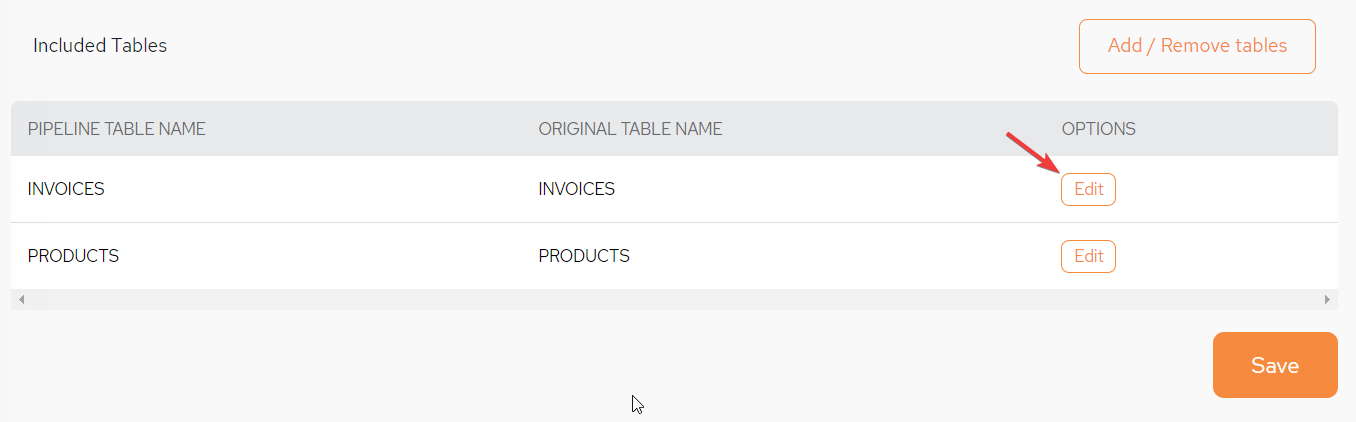 Included Tables
Add / Remove tables
PIPELINE TABLE NAME ORIGINAL TABLE NAME OPTIONS
INVOICES INVOICES Edit
PRODUCTS PRODUCTS Edit
Save